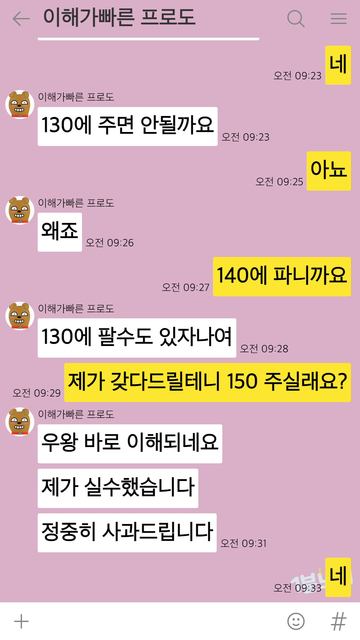 이해가빠른 프로도
네
오전 09:23
이해가빠른 프로도
130에 주면 안될까요
오전 09:23
아뇨
오전 09:25
이해가빠른 프로도
왜죠
오전 09:26
140에 파니까요
오전 09:27
이해가빠른 프로도
130에 팔수도 있자나여
오전 09:28
제가 갖다드릴테니 150 주실래요?
오전 09:29
이해가빠른 프로도
우왕 바로 이해되네요
제가 실수했습니다
정중히 사과드립니다
오전 09:31
네
오전 09:33